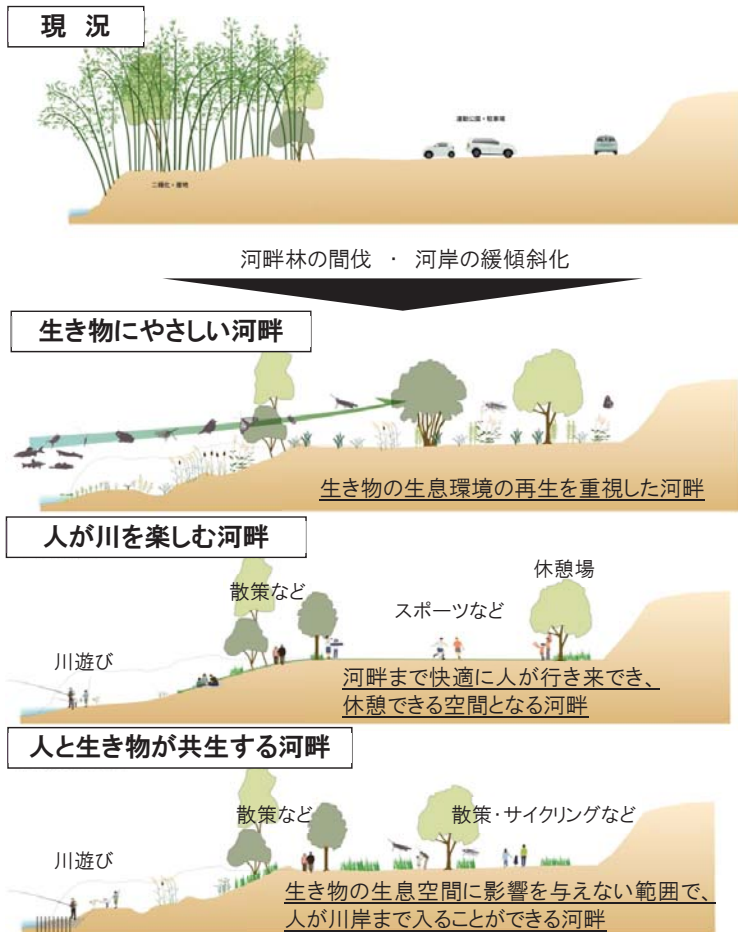 現 況
運動公園・駐車場
河畔林の間伐 ・ 河岸の緩傾斜化
生き物にやさしい河畔
生き物の生息環境の再生を重視した河畔
人が川を楽しむ河畔
休憩場
散策など
スポーツなど
川遊び
河畔まで快適に人が行き来でき、
休憩できる空間となる河畔
人と生き物が共生する河畔
散策など
散策・サイクリングなど
川遊び
生き物の生息空間に影響を与えない範囲で、
人が川岸まで入ることができる河畔